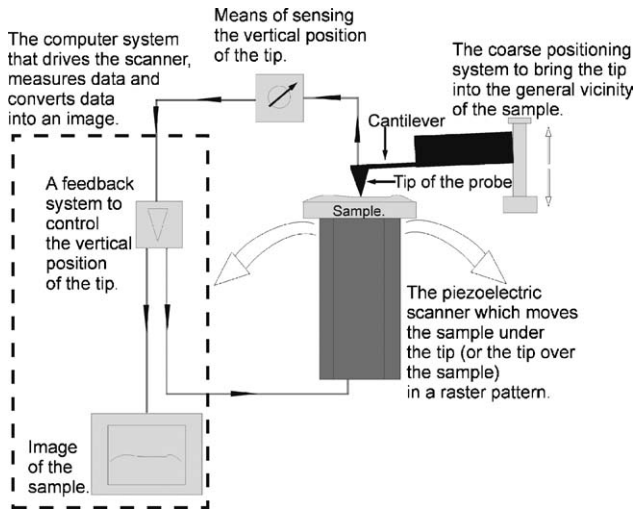 The computer system
that drives the scanner,
measures data and
converts data
into an image.
Means of sensing
the vertical position
of the tip.
The coarse positioning
system to bring the tip
into the general vicinity
of the sample.
Cantilever
Tip of the probe
Sample.
A feedback
system to
control
the vertical
position
of the tip.
The piezoelectric
scanner which moves
the sample under
the tip (or the tip over
the sample)
in a raster pattern.
Image
of the
sample.